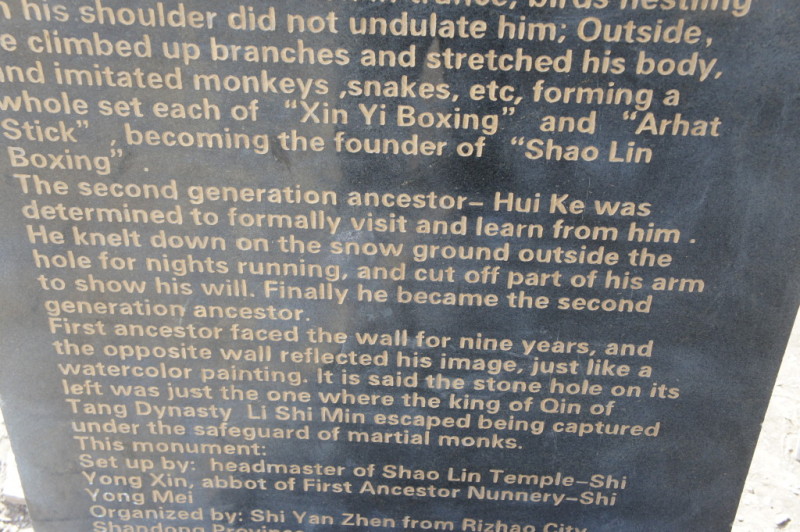 trance, birds nestling
his shoulder did not undulate him; Outside,
e climbed up branches and stretched his body,
nd imitated monkeys ,snakes, etc, forming a
whole set each of “Xin Yi Boxing” and “Arhat
Stick” , becoming the founder of “Shao Lin
Boxing” .
The second generation ancestor- Hui Ke was
determined to formally visit and learn from him .
He knelt down on the snow ground outside the
hole for nights running, and cut off part of his arm
to show his will. Finally he became the second
generation ancestor.
First ancestor faced the wall for nine years, and
the opposite wall reflected his image, just like a
watercolor painting. It is said the stone hole on its
left was just the one where the king of Qin of
Tang Dynasty Li Shi Min escaped being captured
under the safeguard of martial monks.
This monument:
Set up by: headmaster of Shao Lin Temple-Shi
Yong Xin, abbot of First Ancestor Nunnery-Shi
Yong Mei
Organized by: Shi Yan Zhen from Rizhao City
Shandong Province